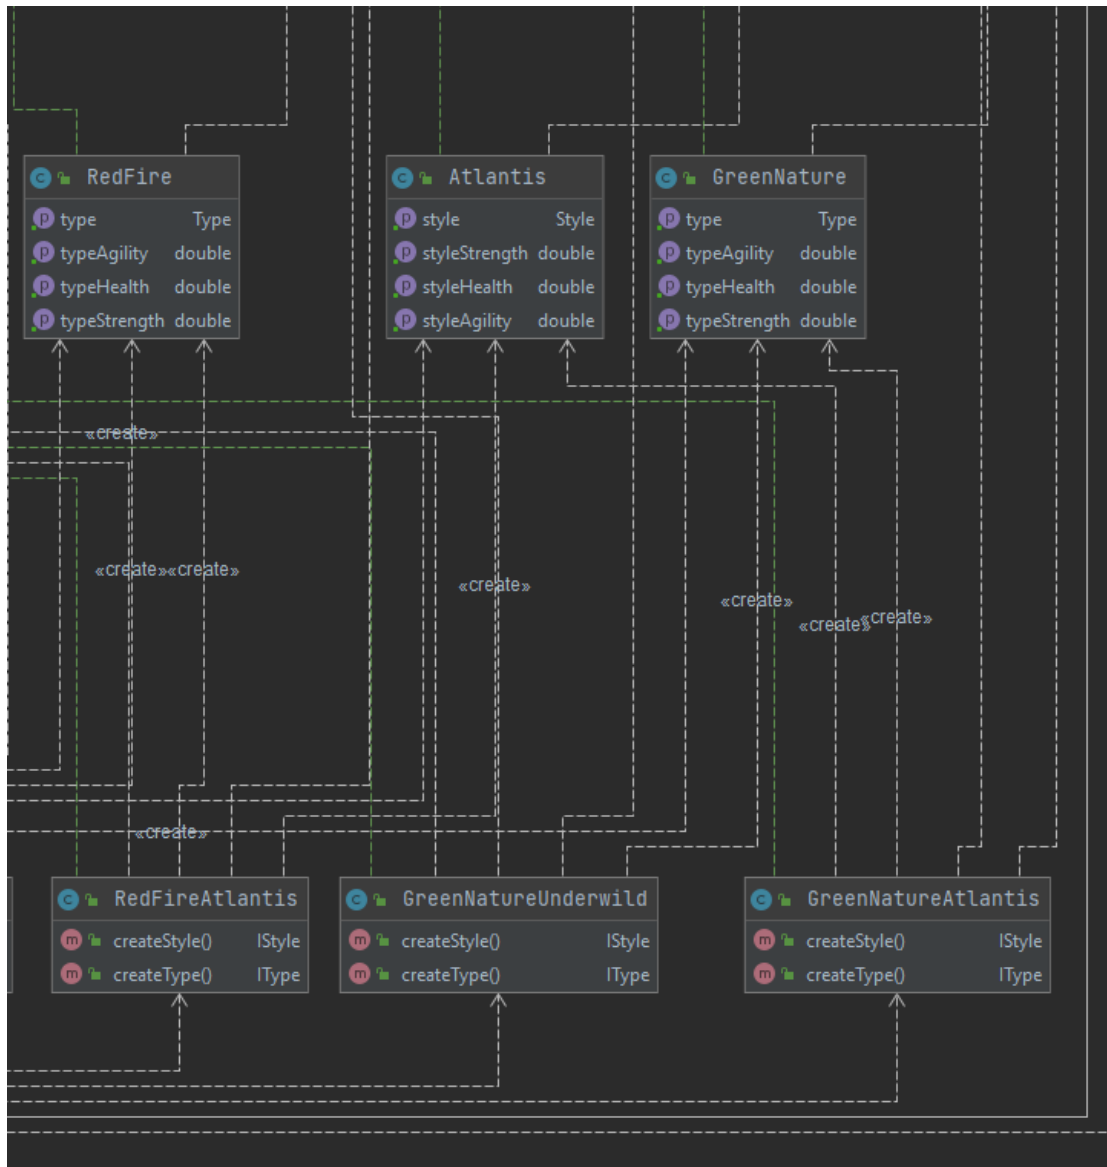 RedFire
type Type
typeAgility double
typeHealth double
typeStrength double
Atlantis
style Style
styleStrength double
styleHealth double
styleAgility double
GreenNature
type Type
typeAgility double
typeHealth double
typeStrength double
«create»
«create»
«create»
«create»
«create»
«create»
«create»
«create»
RedFireAtlantis
createStyle() IStyle
createType() IType
GreenNatureUnderwild
createStyle() IStyle
createType() IType
GreenNatureAtlantis
createStyle() IStyle
createType() IType